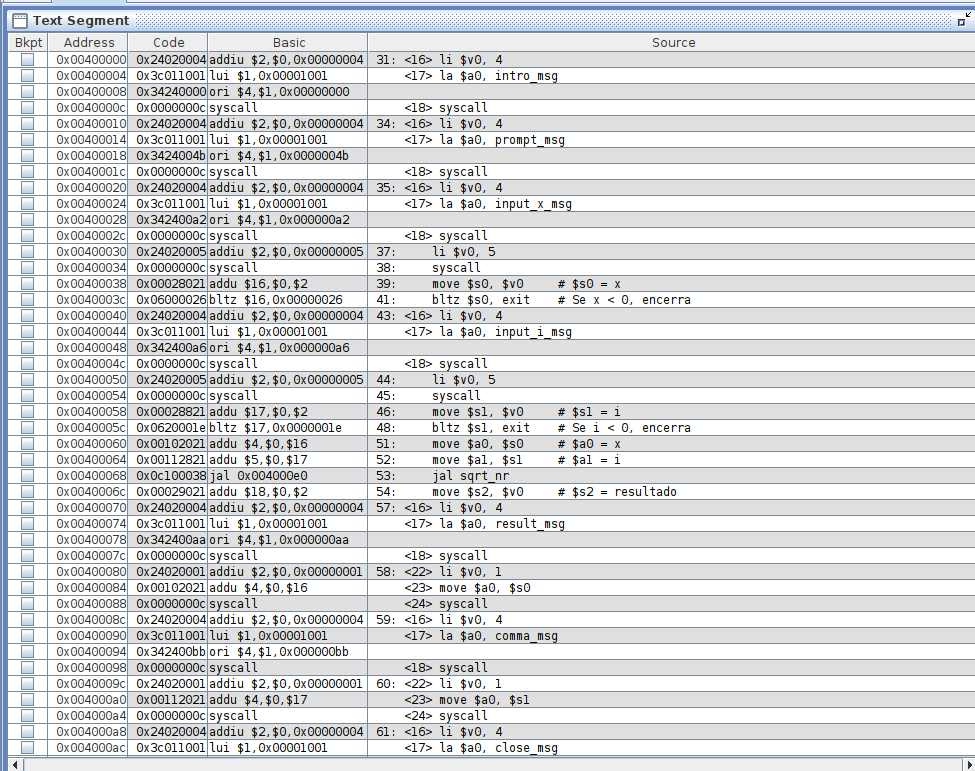 Text Segment
Bkpt Address Code Basic Source
0x00400000 0x24020004 addiu $2,$0,0x00000004 31: <16> li $v0, 4
0x00400004 0x3c011001 lui $1,0x00001001 <17> la $a0, intro_msg
0x00400008 0x34240000 ori $4,$1,0x00000000
0x0040000c 0x0000000c syscall <18> syscall
0x00400010 0x24020004 addiu $2,$0,0x00000004 34: <16> li $v0, 4
0x00400014 0x3c011001 lui $1,0x00001001 <17> la $a0, prompt_msg
0x00400018 0x3424004b ori $4,$1,0x0000004b
0x0040001c 0x0000000c syscall <18> syscall
0x00400020 0x24020004 addiu $2,$0,0x00000004 35: <16> li $v0, 4
0x00400024 0x3c011001 lui $1,0x00001001 <17> la $a0, input_x_msg
0x00400028 0x342400a2 ori $4,$1,0x000000a2
0x0040002c 0x0000000c syscall <18> syscall
0x00400030 0x24020005 addiu $2,$0,0x00000005 37: li $v0, 5
0x00400034 0x0000000c syscall 38: syscall
0x00400038 0x00028021 addu $16,$0,$2 39: move $s0, $v0 # $s0 = x
0x0040003c 0x06000026 bltz $16,0x00000026 41: bltz $s0, exit # Se x < 0, encerra
0x00400040 0x24020004 addiu $2,$0,0x00000004 43: <16> li $v0, 4
0x00400044 0x3c011001 lui $1,0x00001001 <17> la $a0, input_i_msg
0x00400048 0x342400a6 ori $4,$1,0x000000a6
0x0040004c 0x0000000c syscall <18> syscall
0x00400050 0x24020005 addiu $2,$0,0x00000005 44: li $v0, 5
0x00400054 0x0000000c syscall 45: syscall
0x00400058 0x00028821 addu $17,$0,$2 46: move $s1, $v0 # $s1 = i
0x0040005c 0x0620001e bltz $17,0x0000001e 48: bltz $s1, exit # Se i < 0, encerra
0x00400060 0x00102021 addu $4,$0,$16 51: move $a0, $s0 # $a0 = x
0x00400064 0x00112821 addu $5,$0,$17 52: move $a1, $s1 # $a1 = i
0x00400068 0x0c100038 jal 0x004000e0 53: jal sqrt_nr
0x0040006c 0x00029021 addu $18,$0,$2 54: move $s2, $v0 # $s2 = resultado
0x00400070 0x24020004 addiu $2,$0,0x00000004 57: <16> li $v0, 4
0x00400074 0x3c011001 lui $1,0x00001001 <17> la $a0, result_msg
0x00400078 0x342400aa ori $4,$1,0x000000aa
0x0040007c 0x0000000c syscall <18> syscall
0x00400080 0x24020001 addiu $2,$0,0x00000001 58: <22> li $v0, 1
0x00400084 0x00102021 addu $4,$0,$16 <23> move $a0, $s0
0x00400088 0x0000000c syscall <24> syscall
0x0040008c 0x24020004 addiu $2,$0,0x00000004 59: <16> li $v0, 4
0x00400090 0x3c011001 lui $1,0x00001001 <17> la $a0, comma_msg
0x00400094 0x342400bb ori $4,$1,0x000000bb
0x00400098 0x0000000c syscall <18> syscall
0x0040009c 0x24020001 addiu $2,$0,0x00000001 60: <22> li $v0, 1
0x004000a0 0x00112021 addu $4,$0,$17 <23> move $a0, $s1
0x004000a4 0x0000000c syscall <24> syscall
0x004000a8 0x24020004 addiu $2,$0,0x00000004 61: <16> li $v0, 4
0x004000ac 0x3c011001 lui $1,0x00001001 <17> la $a0, close_msg